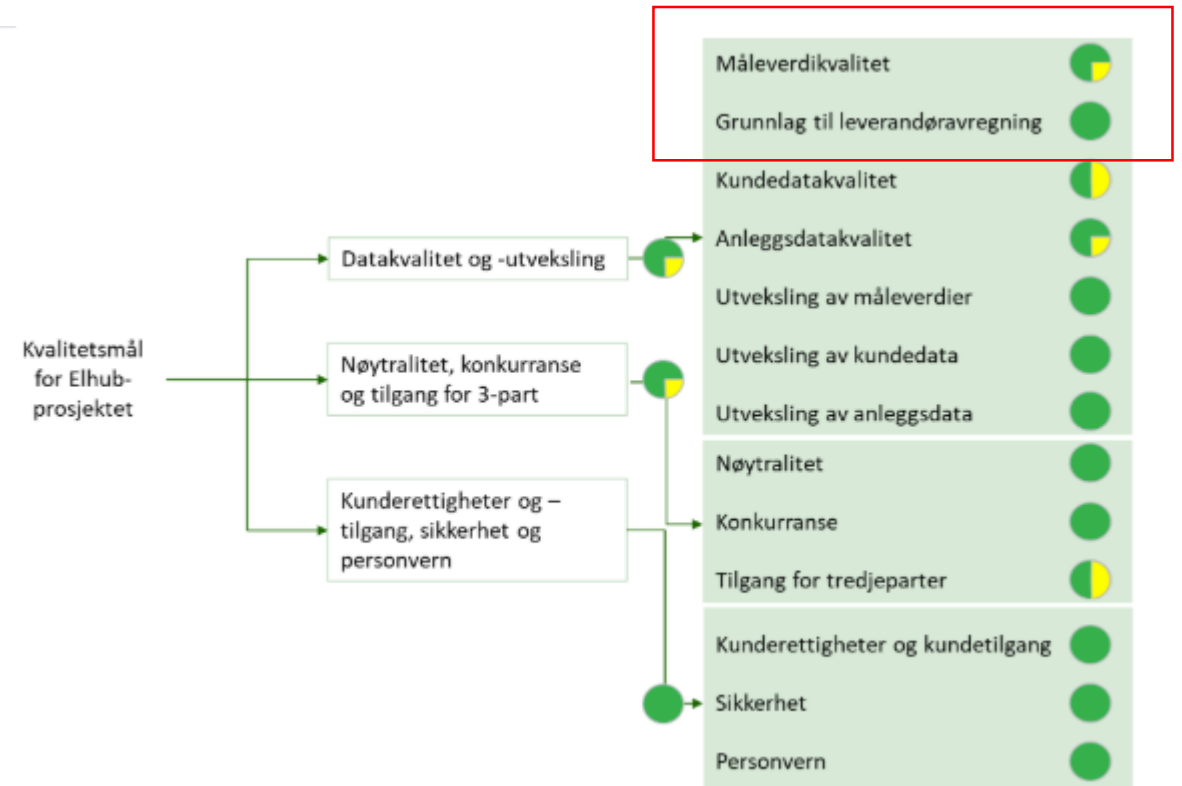 Kvalitetsmål
for Elhub-
prosjektet
Datakvalitet og -utveksling
Nøytralitet, konkurranse
og tilgang for 3-part
Kunderettigheter og –
tilgang, sikkerhet og
personvern
Måleverdikvalitet
Grunnlag til leverandøravregning
Kundedatakvalitet
Anleggsdatakvalitet
Utveksling av måleverdier
Utveksling av kundedata
Utveksling av anleggsdata
Nøytralitet
Konkurranse
Tilgang for tredjeparter
Kunderettigheter og kundetilgang
Sikkerhet
Personvern